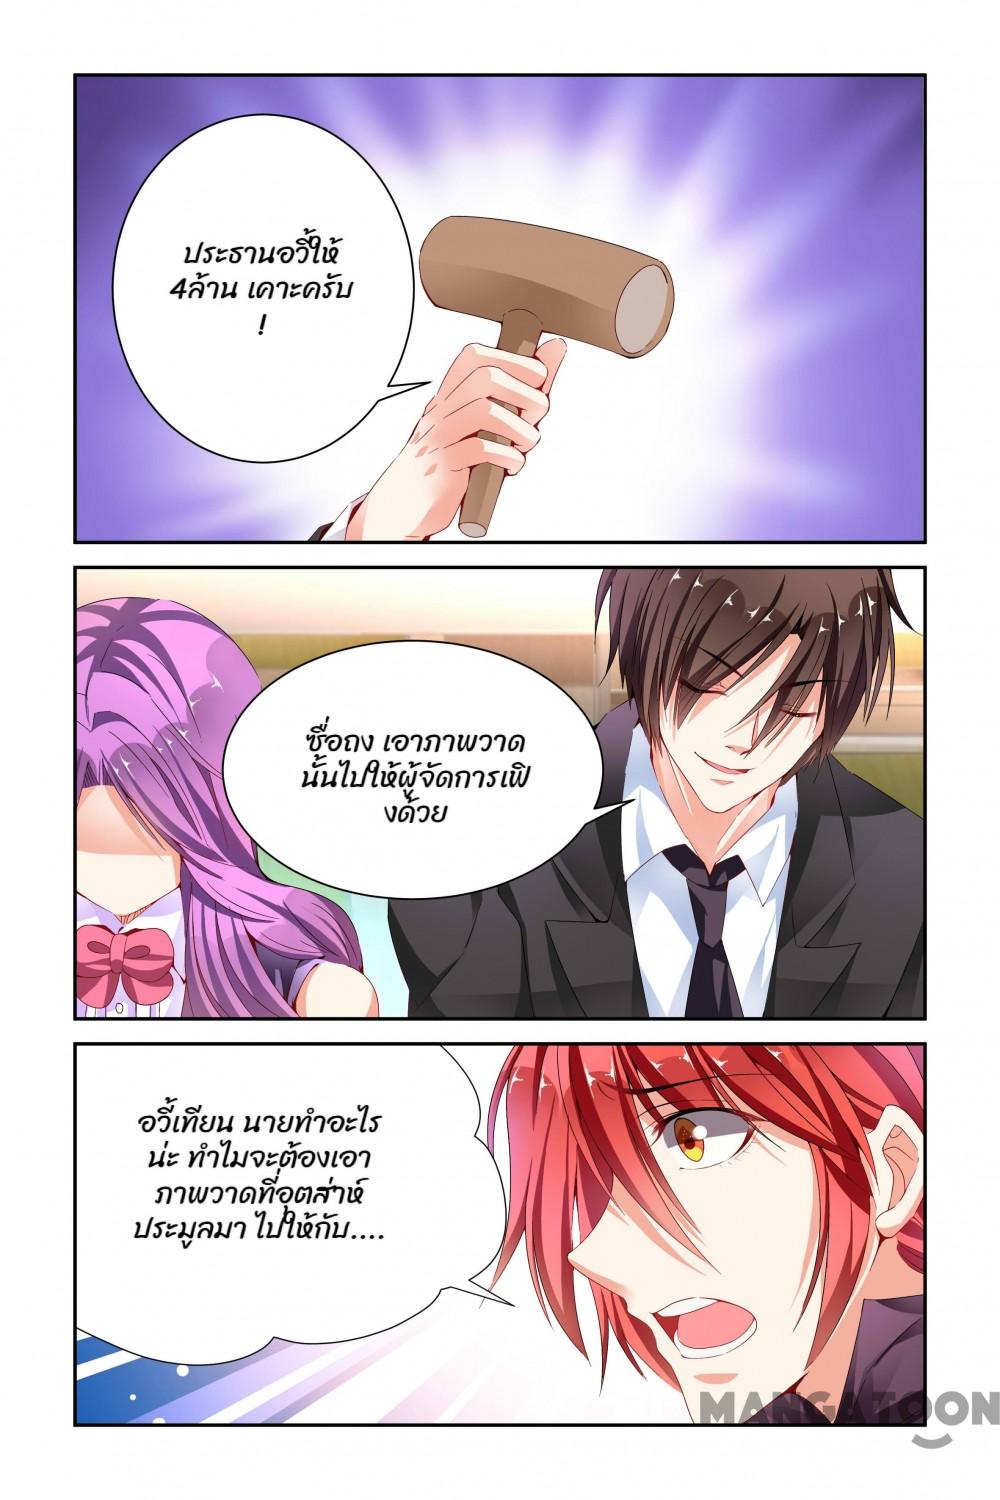 ประธานอวี้ให้
4ล้าน เคาะครับ
!
ซื่อถง เอาภาพวาด
นั้นไปให้ผู้จัดการเฟิ
งด้วย
อวี้เทียน นายทำอะไร
น่ะ ทำไมจะต้องเอา
ภาพวาดที่อุตส่าห์
ประมูลมา ไปให้กับ....
MANGATOON